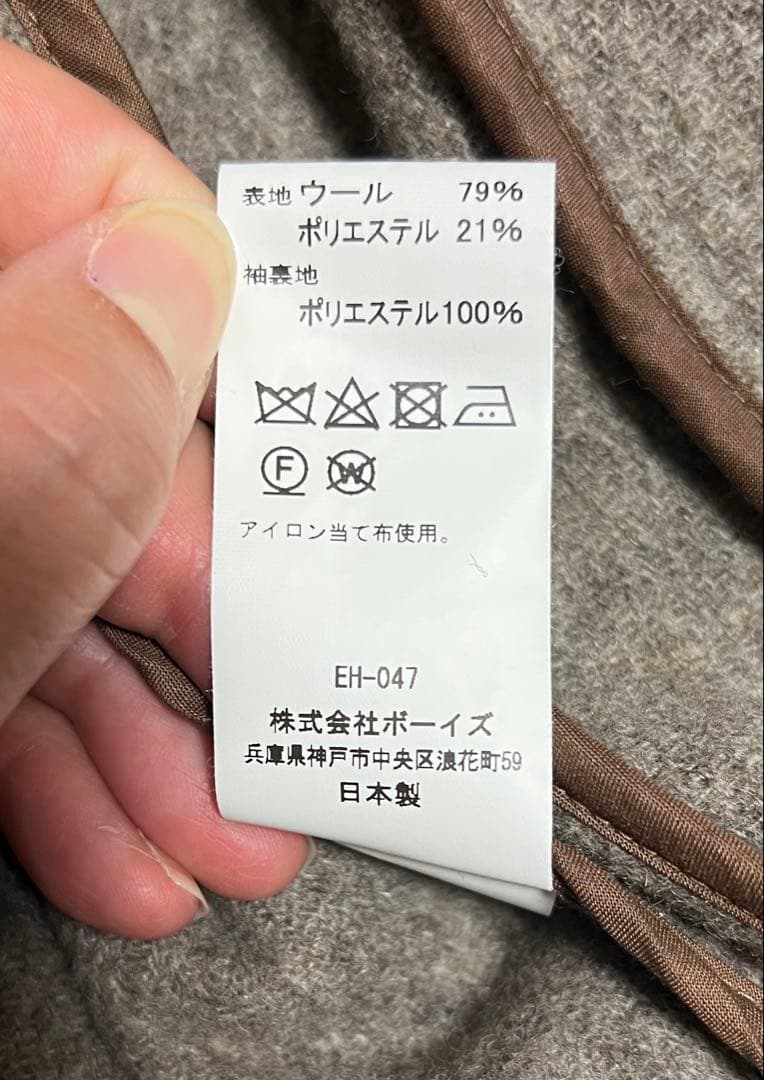 表地 ウール 79%
ポリエステル 21%
袖裏地
ポリエステル100%
F W
アイロン当て布使用。
EH-047
株式会社ボーイズ
兵庫県神戸市中央区浪花町59
日本製